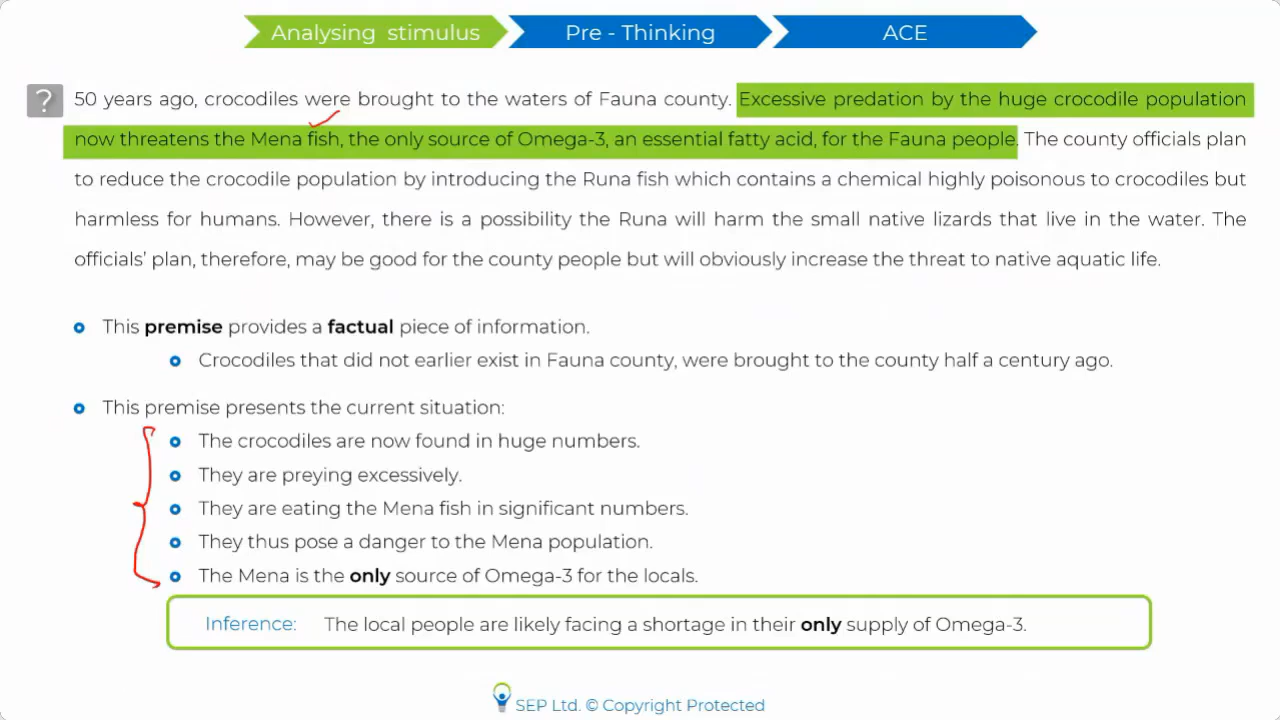 Analysing stimulus
Pre - Thinking
ACE
?
50 years ago, crocodiles were brought to the waters of Fauna county. Excessive predation by the huge crocodile population
now threatens the Mena fish, the only source of Omega-3, an essential fatty acid, for the Fauna people. The county officials plan
to reduce the crocodile population by introducing the Runa fish which contains a chemical highly poisonous to crocodiles but
harmless for humans. However, there is a possibility the Runa will harm the small native lizards that live in the water. The
officials' plan, therefore, may be good for the county people but will obviously increase the threat to native aquatic life.
This premise provides a factual piece of information.
Crocodiles that did not earlier exist in Fauna county, were brought to the county half a century ago.
This premise presents the current situation:
The crocodiles are now found in huge numbers.
They are preying excessively.
They are eating the Mena fish in significant numbers.
They thus pose a danger to the Mena population.
The Mena is the only source of Omega-3 for the locals.
Inference: The local people are likely facing a shortage in their only supply of Omega-3.
SEP Ltd. © Copyright Protected